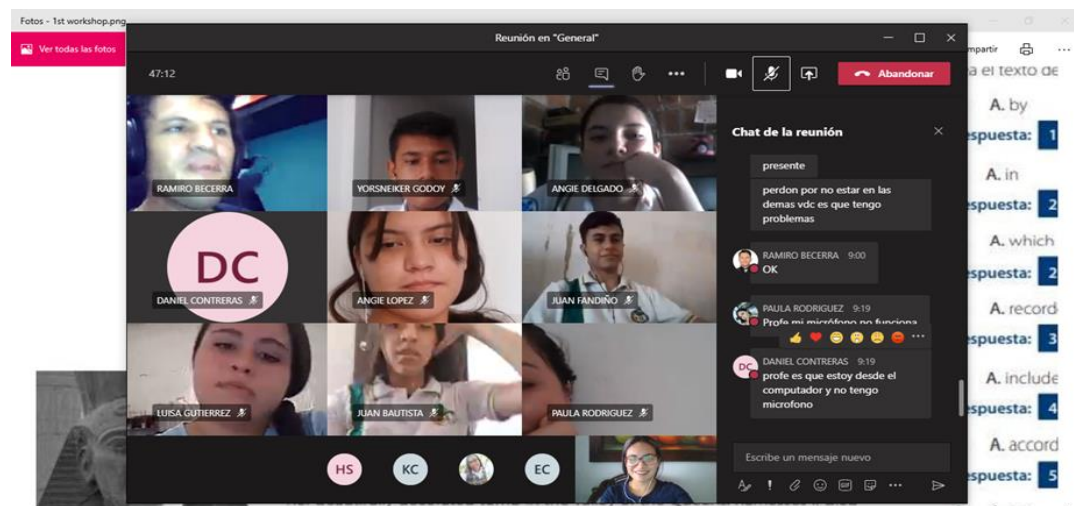 Fotos - 1st workshop.png
Ver todas las fotos
mpartir
Reunión en "General"
47:12
Abandonar
RAMIRO BECERRA
YORSNEIKER GODOY
ANGIE DELGADO
DC
DANIEL CONTRERAS
ANGIE LOPEZ
JUAN FANDIÑO
LUISA GUTIERREZ
JUAN BAUTISTA
PAULA RODRIGUEZ
HS
KC
EC
Chat de la reunión
presente
perdon por no estar en las
demas vdc es que tengo
problemas
RAMIRO BECERRA 9:00
OK
PAULA RODRIGUEZ 9:19
Profe mi micrófono no funciona
DC
DANIEL CONTRERAS 9:19
profe es que estoy desde el
computador y no tengo
microfono
Escribe un mensaje nuevo
GIF
a el texto de
A. by
espuesta: 1
A. in
espuesta: 2
A. which
espuesta: 2
A. record
espuesta: 3
A. include
espuesta: 4
A. accord
espuesta: 5